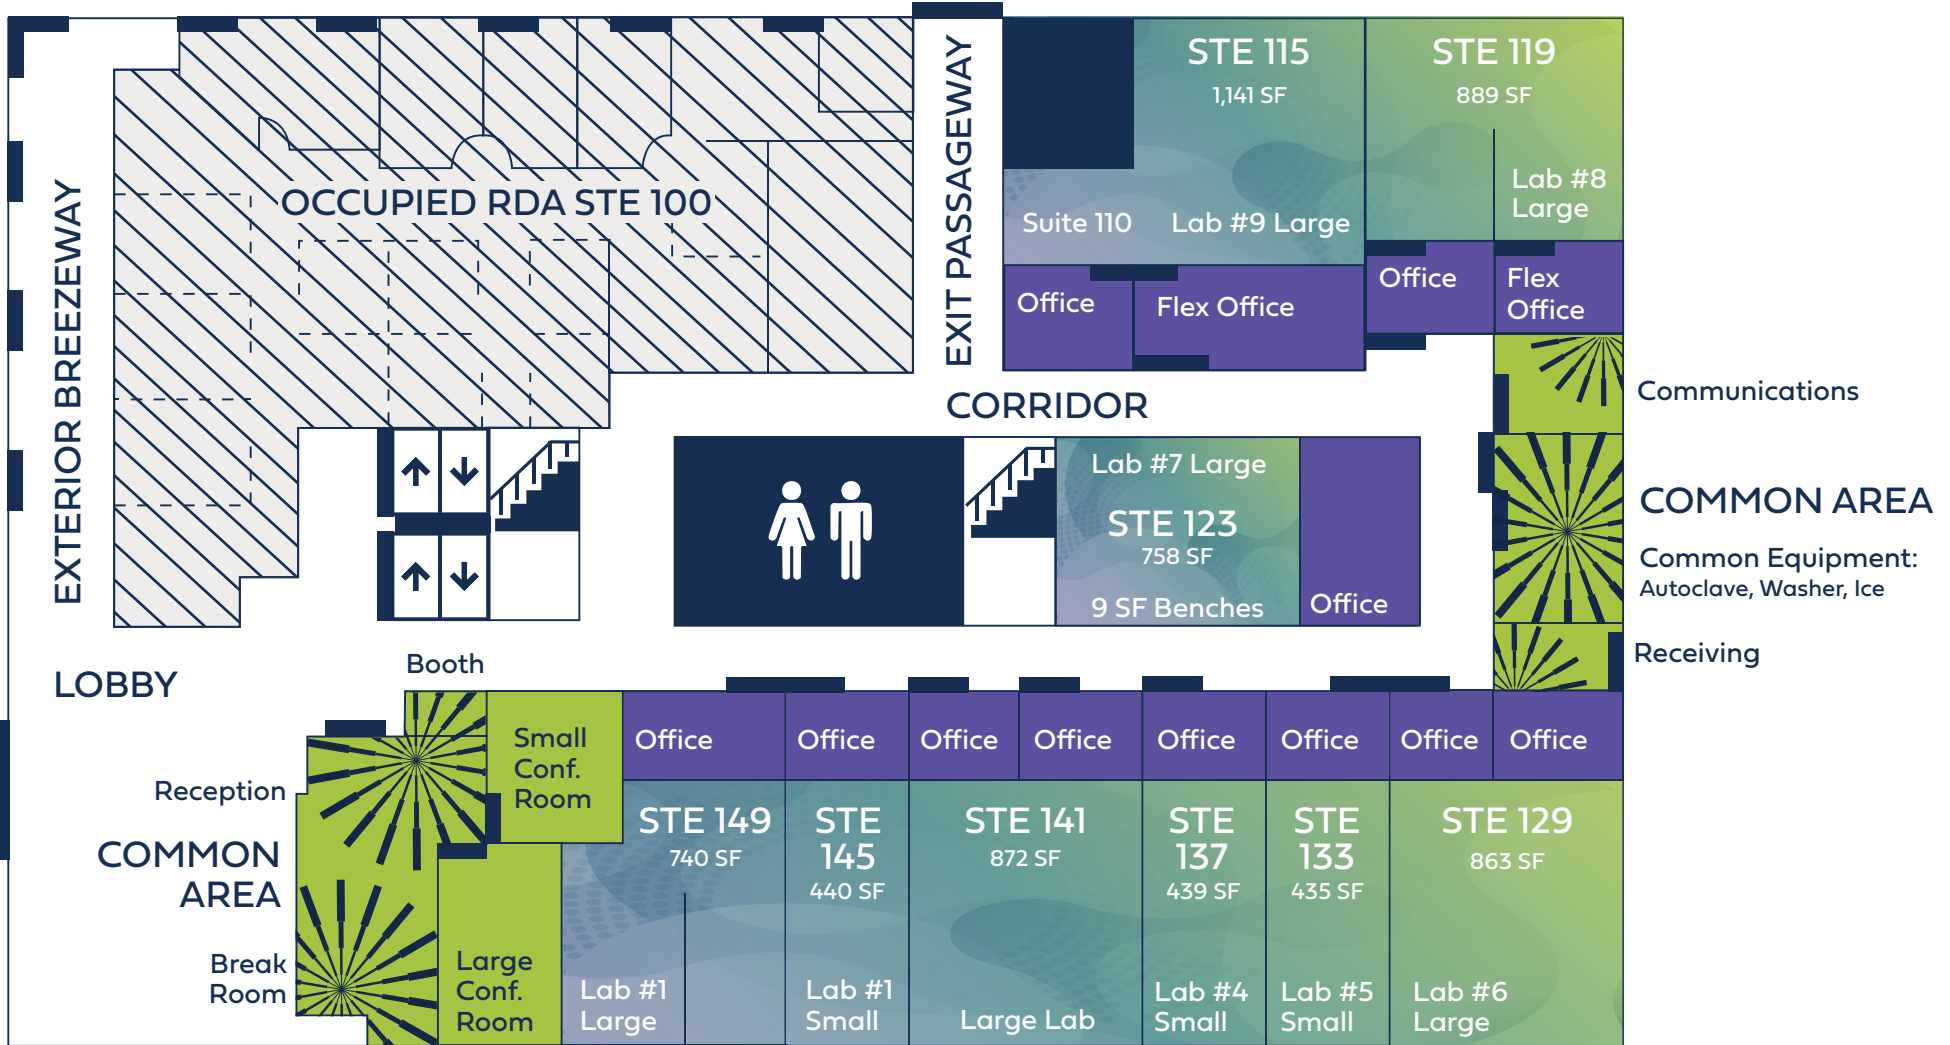 EXTERIOR BREEZEWAY
OCCUPIED RDA STE 100
EXIT PASSAGEWAY
STE 115
1,141 SF
Suite 110
Lab #9 Large
Office
Flex Office
STE 119
889 SF
Lab #8
Large
Office
Flex
Office
CORRIDOR
Communications
COMMON AREA
Common Equipment:
Autoclave, Washer, Ice
Receiving
Lab #7 Large
STE 123
758 SF
9 SF Benches
Office
LOBBY
Booth
Reception
COMMON
AREA
Break
Room
Small
Conf.
Room
Large
Conf.
Room
Office
Office
Office
Office
Office
Office
Office
Office
STE 149
740 SF
Lab #1
Large
STE
145
440 SF
Lab #1
Small
STE 141
872 SF
Large Lab
STE
137
439 SF
Lab #4
Small
STE
133
435 SF
Lab #5
Small
STE 129
863 SF
Lab #6
Large